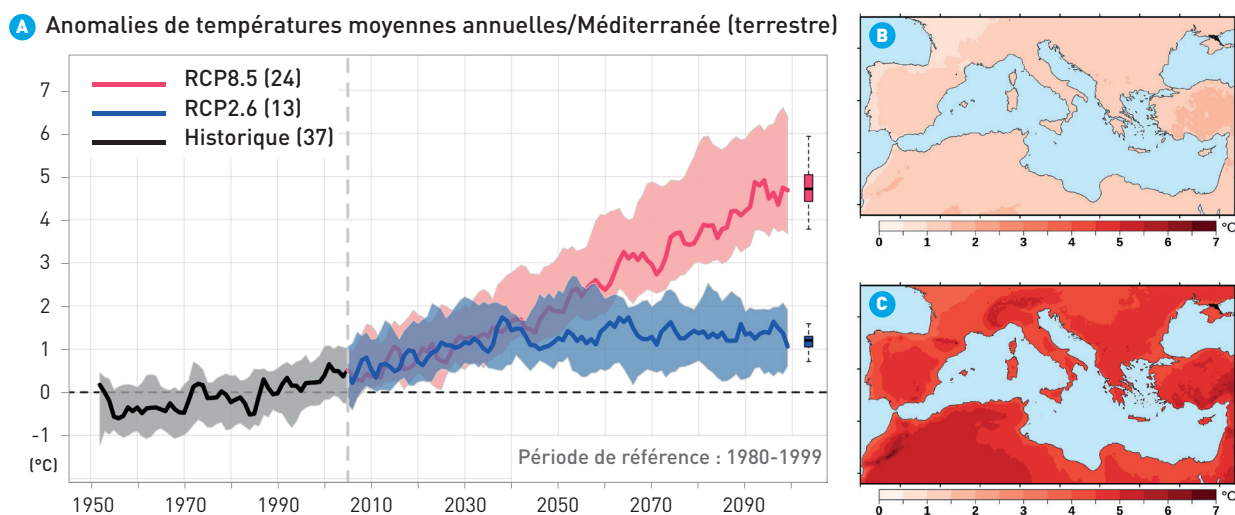 A Anomalies de températures moyennes annuelles/Méditerranée (terrestre)
RCP8.5 (24)
RCP2.6 (13)
Historique (37)
7
6
5
4
3
2
1
0
-1
(°C)
Période de référence : 1980-1999
1950 1970 1990 2010 2030 2050 2070 2090
B
°C
0 1 2 3 4 5 6 7
C
°C
0 1 2 3 4 5 6 7